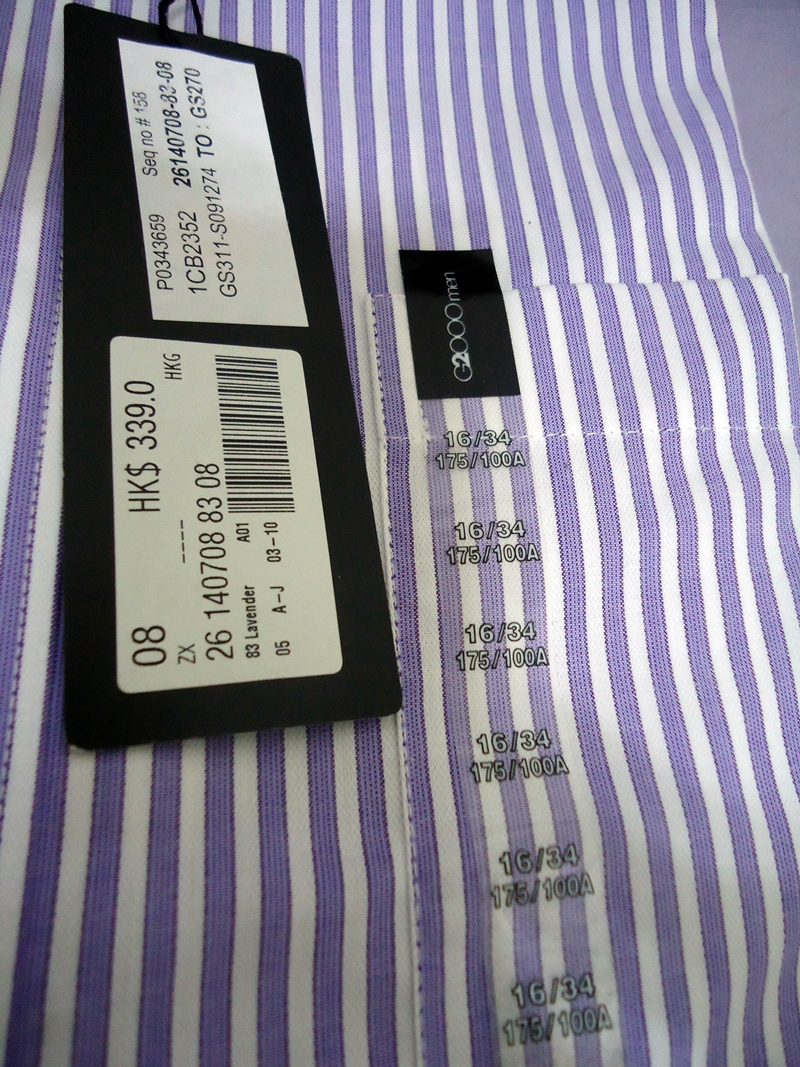 Seq no # 158
P0343659
1CB2352 26140708-83-08
GS311-S091274 TO : GS270
HK$ 339.0
HKG
08
----
ZX
26 140708 83 08
83 Lavender A01
05 A-J 03-10
G2000 men
16/34
175/100A
16/34
175/100A
16/34
175/100A
16/34
175/100A
16/34
175/100A
16/34
175/100A